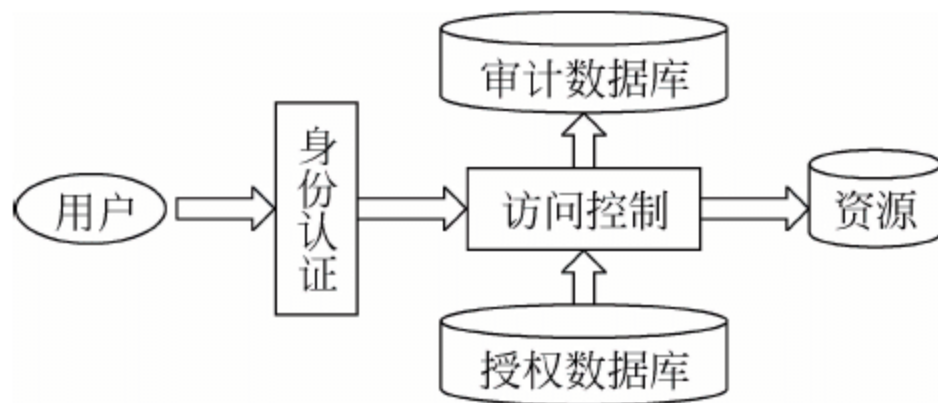 审计数据库
用户
身份认证
访问控制
资源
授权数据库